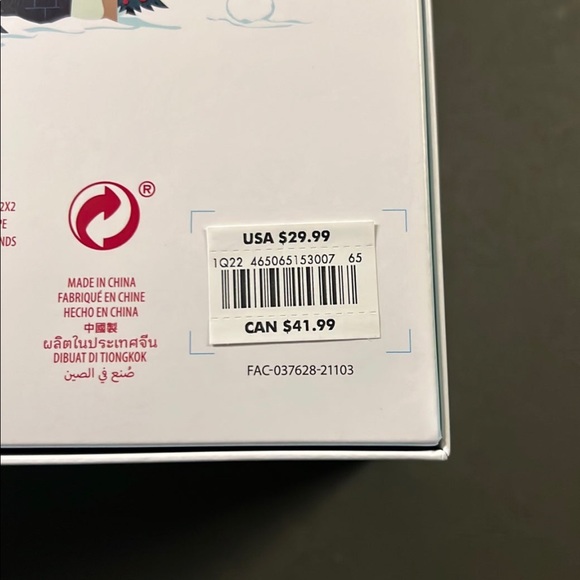 2X2
PE
NDS
®
MADE IN CHINA
FABRIQUÉ EN CHINE
HECHO EN CHINA
中國製
ผลิตในประเทศจีน
DIBUAT DI TIONGKOK
صُنع في الصين
USA $29.99
1Q22 465065153007 65
CAN $41.99
FAC-037628-21103